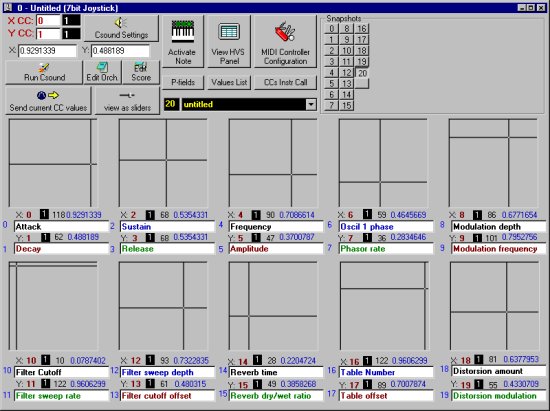 0 - Untitled (7bit Joystick)
X CC: 0 1
Y CC: 1 1
X: 0.9291339 Y: 0.488189
Csound Settings
Run Csound Edit Orch. Edit Score
Send current CC values view as sliders
Activate Note
View HVS Panel
MIDI Controller Configuration
P-fields Values List CCs Instr Call
20 untitled
Snapshots
0 8 16
1 9 17
2 10 18
3 11 19
4 12 20
5 13
6 14
7 15
X: 0 1 118 0.9291339
0 Attack
Y: 1 1 62 0.488189
1 Decay
X: 2 1 68 0.5354331
2 Sustain
Y: 3 1 68 0.5354331
3 Release
X: 4 1 90 0.7086614
4 Frequency
Y: 5 1 47 0.3700787
5 Amplitude
X: 6 1 59 0.4645669
6 Oscil 1 phase
Y: 7 1 36 0.2834646
7 Phasor rate
X: 8 1 86 0.6771654
8 Modulation depth
Y: 9 1 101 0.7952756
9 Modulation frequency
X: 10 1 10 0.0787402
10 Filter Cutoff
Y: 11 1 122 0.9606299
11 Filter sweep rate
X: 12 1 93 0.7322835
12 Filter sweep depth
Y: 13 1 61 0.480315
13 Filter cutoff offset
X: 14 1 28 0.2204724
14 Reverb time
Y: 15 1 49 0.3858268
15 Reverb dry/wet ratio
X: 16 1 122 0.9606299
16 Table Number
Y: 17 1 89 0.7007874
17 Table offset
X: 18 1 81 0.6377953
18 Distorsion amount
Y: 19 1 55 0.4330709
19 Distorsion modulation